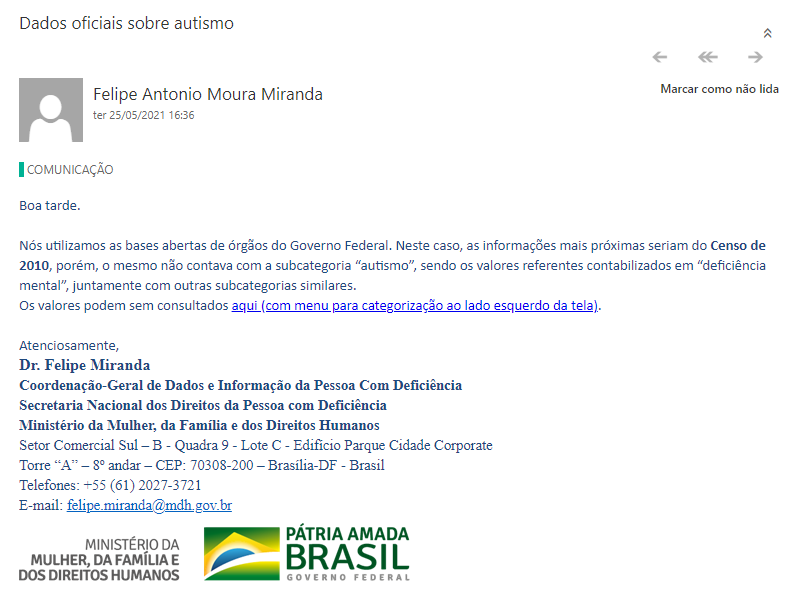 Dados oficiais sobre autismo
Felipe Antonio Moura Miranda
ter 25/05/2021 16:36
Marcar como não lida
COMUNICAÇÃO
Boa tarde.
Nós utilizamos as bases abertas de órgãos do Governo Federal. Neste caso, as informações mais próximas seriam do Censo de
2010, porém, o mesmo não contava com a subcategoria “autismo”, sendo os valores referentes contabilizados em “deficiência
mental”, juntamente com outras subcategorias similares.
Os valores podem sem consultados aqui (com menu para categorização ao lado esquerdo da tela).
Atenciosamente,
Dr. Felipe Miranda
Coordenação-Geral de Dados e Informação da Pessoa Com Deficiência
Secretaria Nacional dos Direitos da Pessoa com Deficiência
Ministério da Mulher, da Família e dos Direitos Humanos
Setor Comercial Sul – B - Quadra 9 - Lote C - Edifício Parque Cidade Corporate
Torre “A” – 8º andar – CEP: 70308-200 – Brasília-DF - Brasil
Telefones: +55 (61) 2027-3721
E-mail: felipe.miranda@mdh.gov.br
MINISTÉRIO DA
MULHER, DA FAMÍLIA E
DOS DIREITOS HUMANOS
PÁTRIA AMADA
BRASIL
GOVERNO FEDERAL